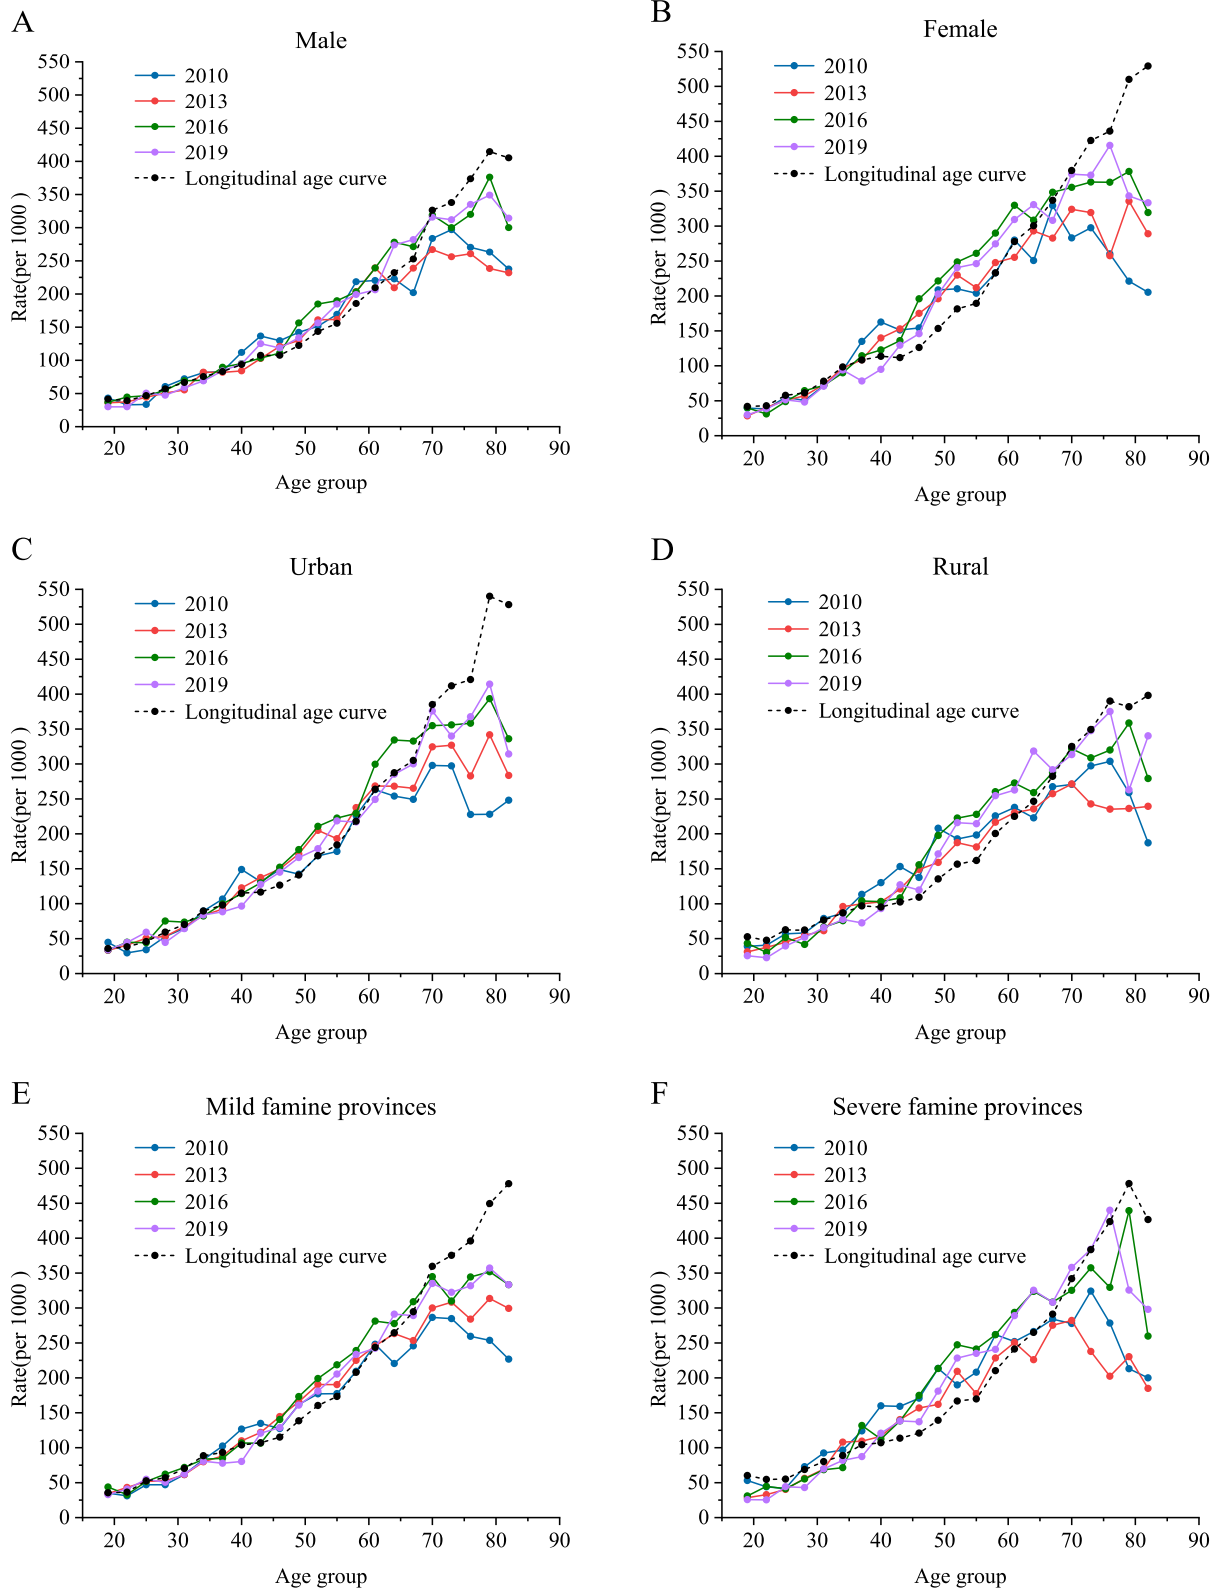 A
Male
2010
2013
2016
2019
Longitudinal age curve
550
500
450
400
350
300
250
200
150
100
50
0
Rate(per 1000 )
20 30 40 50 60 70 80 90
Age group
B
Female
2010
2013
2016
2019
Longitudinal age curve
550
500
450
400
350
300
250
200
150
100
50
0
Rate(per 1000 )
20 30 40 50 60 70 80 90
Age group
C
Urban
2010
2013
2016
2019
Longitudinal age curve
550
500
450
400
350
300
250
200
150
100
50
0
Rate(per 1000 )
20 30 40 50 60 70 80 90
Age group
D
Rural
2010
2013
2016
2019
Longitudinal age curve
550
500
450
400
350
300
250
200
150
100
50
0
Rate(per 1000 )
20 30 40 50 60 70 80 90
Age group
E
Mild famine provinces
2010
2013
2016
2019
Longitudinal age curve
550
500
450
400
350
300
250
200
150
100
50
0
Rate(per 1000 )
20 30 40 50 60 70 80 90
Age group
F
Severe famine provinces
2010
2013
2016
2019
Longitudinal age curve
550
500
450
400
350
300
250
200
150
100
50
0
Rate(per 1000 )
20 30 40 50 60 70 80 90
Age group